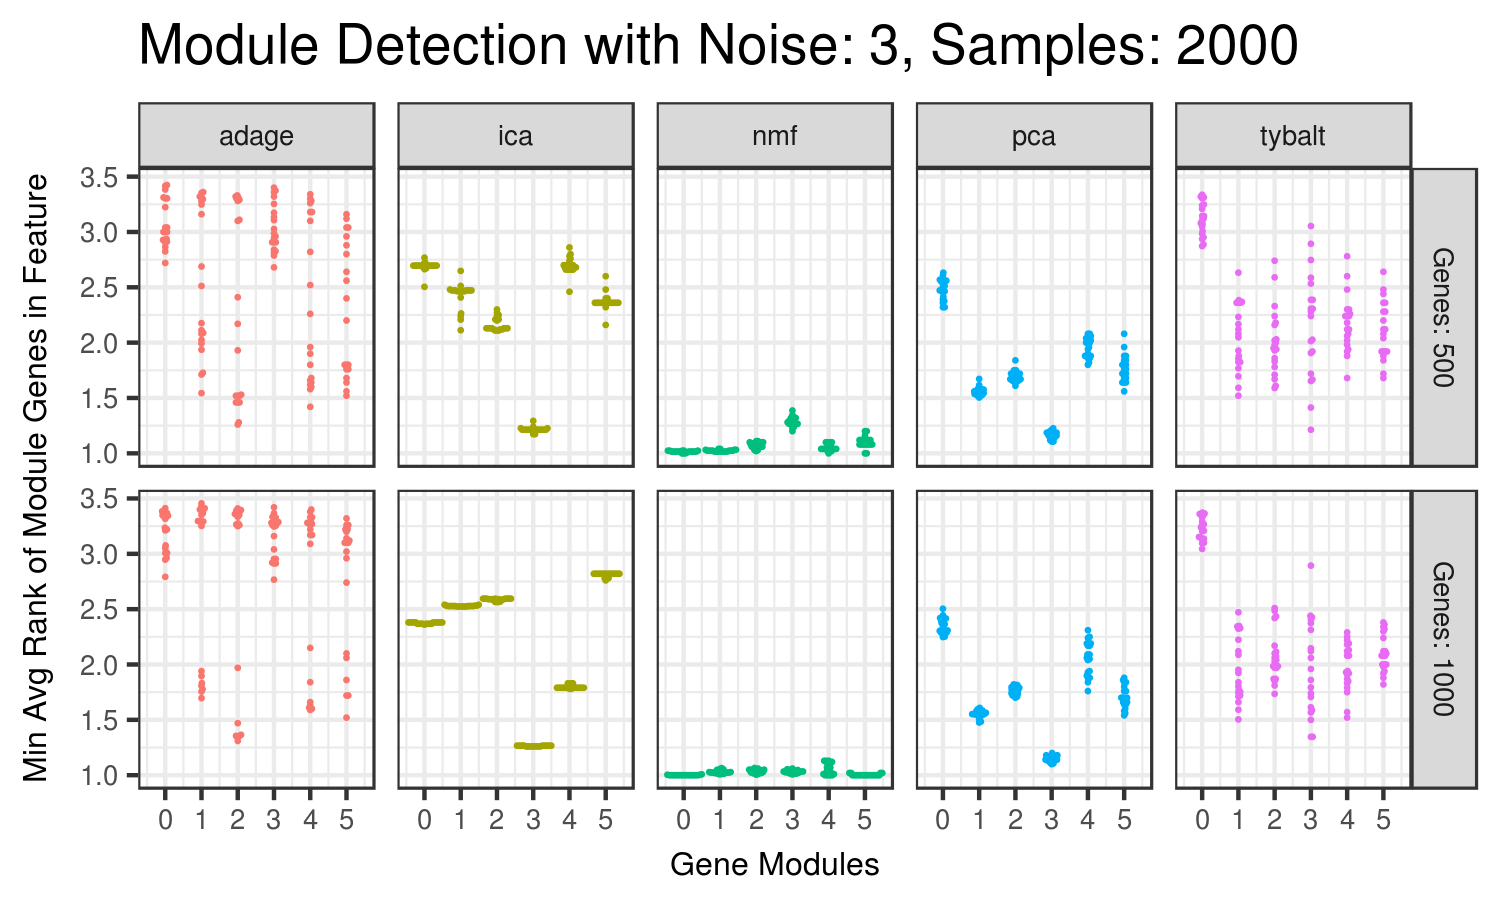 Module Detection with Noise: 3, Samples: 2000
adage ica nmf pca tybalt
Min Avg Rank of Module Genes in Feature
3.5
3.0
2.5
2.0
1.5
1.0
Genes: 500
3.5
3.0
2.5
2.0
1.5
1.0
Genes: 1000
0 1 2 3 4 5 0 1 2 3 4 5 0 1 2 3 4 5 0 1 2 3 4 5 0 1 2 3 4 5
Gene Modules